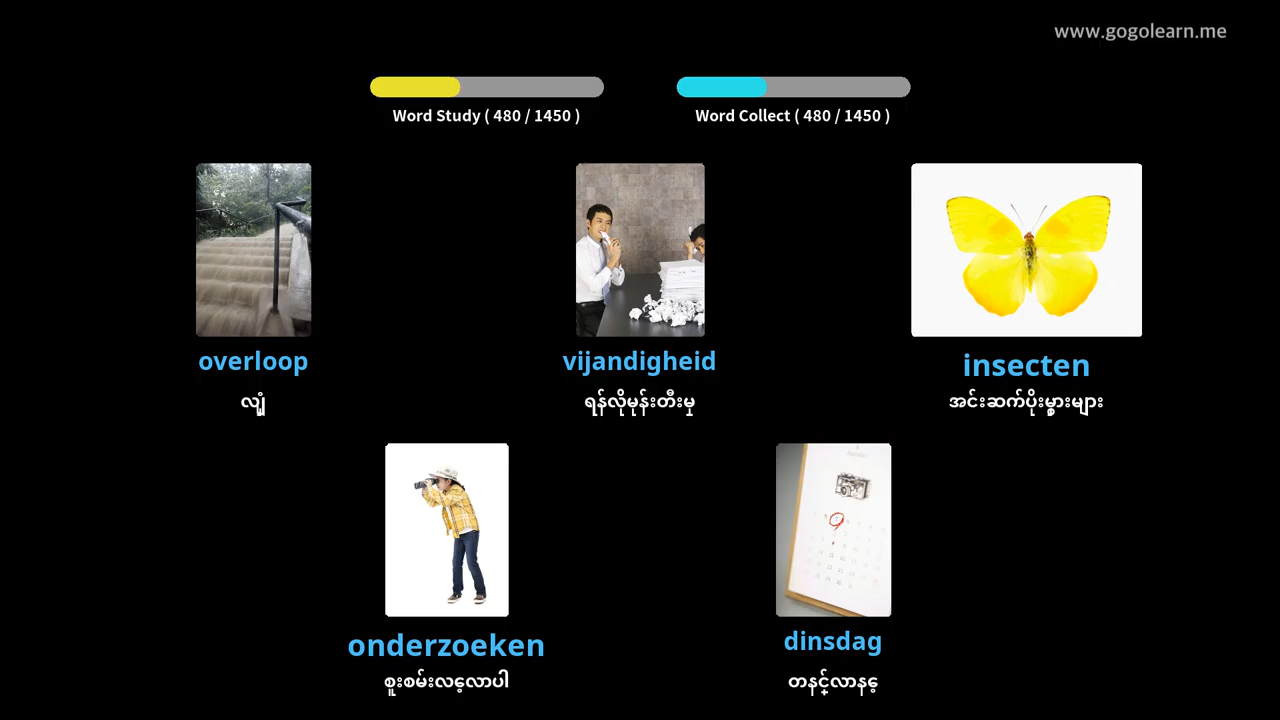 www.gogolearn.me
Word Study ( 480 / 1450 )
Word Collect ( 480 / 1450 )
overloop
လျှံ
vijandigheid
ရန်လိုမုန်းတီးမှု
insecten
အင်းဆက်ပိုးမွှားများ
onderzoeken
စူးစမ်းလေ့လာပါ
dinsdag
တနင်္လာနေ့